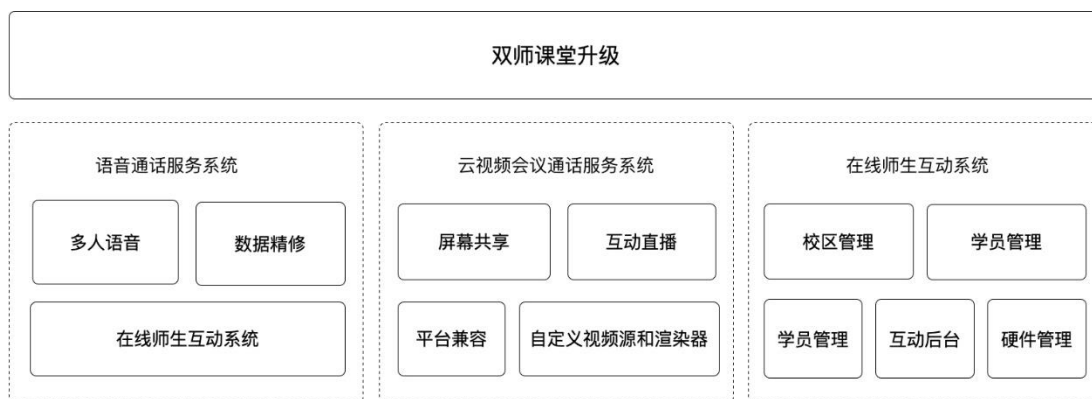 双师课堂升级
语音通话服务系统
多人语音
数据精修
在线师生互动系统
云视频会议通话服务系统
屏幕共享
互动直播
平台兼容
自定义视频源和渲染器
在线师生互动系统
校区管理
学员管理
学员管理
互动后台
硬件管理